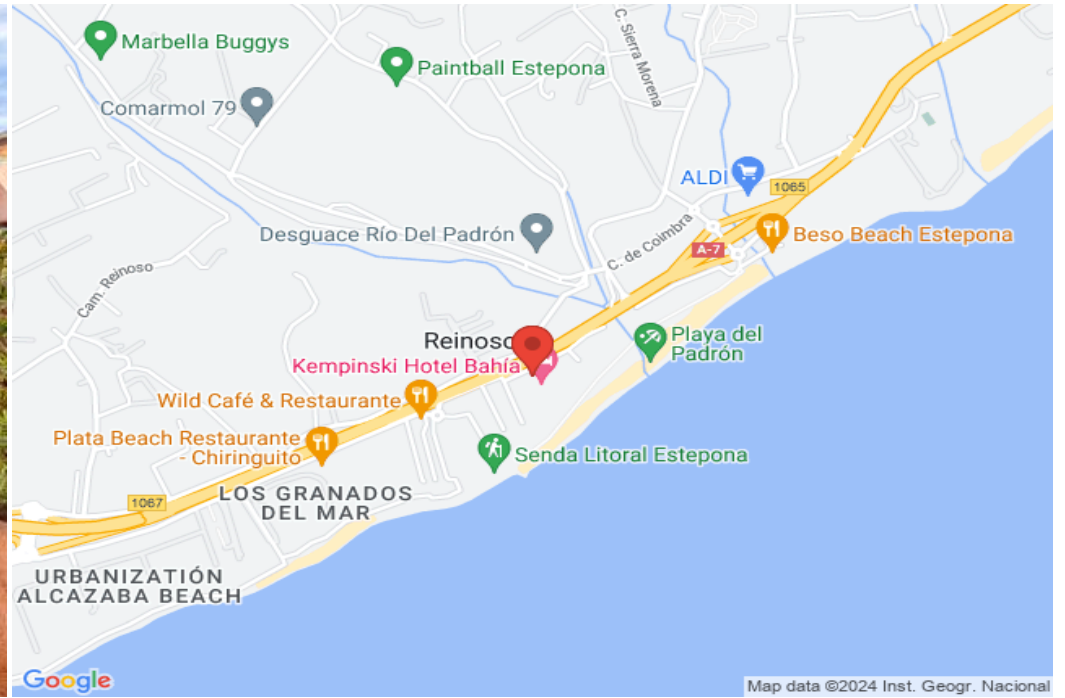 Marbella Buggys
C. Sierra Morena
Paintball Estepona
Comarmol 79
ALDI
1065
Desguace Río Del Padrón
C. de Coimbra
Beso Beach Estepona
A-7
Cam. Reinoso
Reinoso
Playa del
Padrón
Kempinski Hotel Bahía
Wild Café & Restaurante
Plata Beach Restaurante
- Chiringuito
Senda Litoral Estepona
1067
LOS GRANADOS
DEL MAR
URBANIZATIÓN
ALCAZABA BEACH
Google
Map data ©2024 Inst. Geogr. Nacional